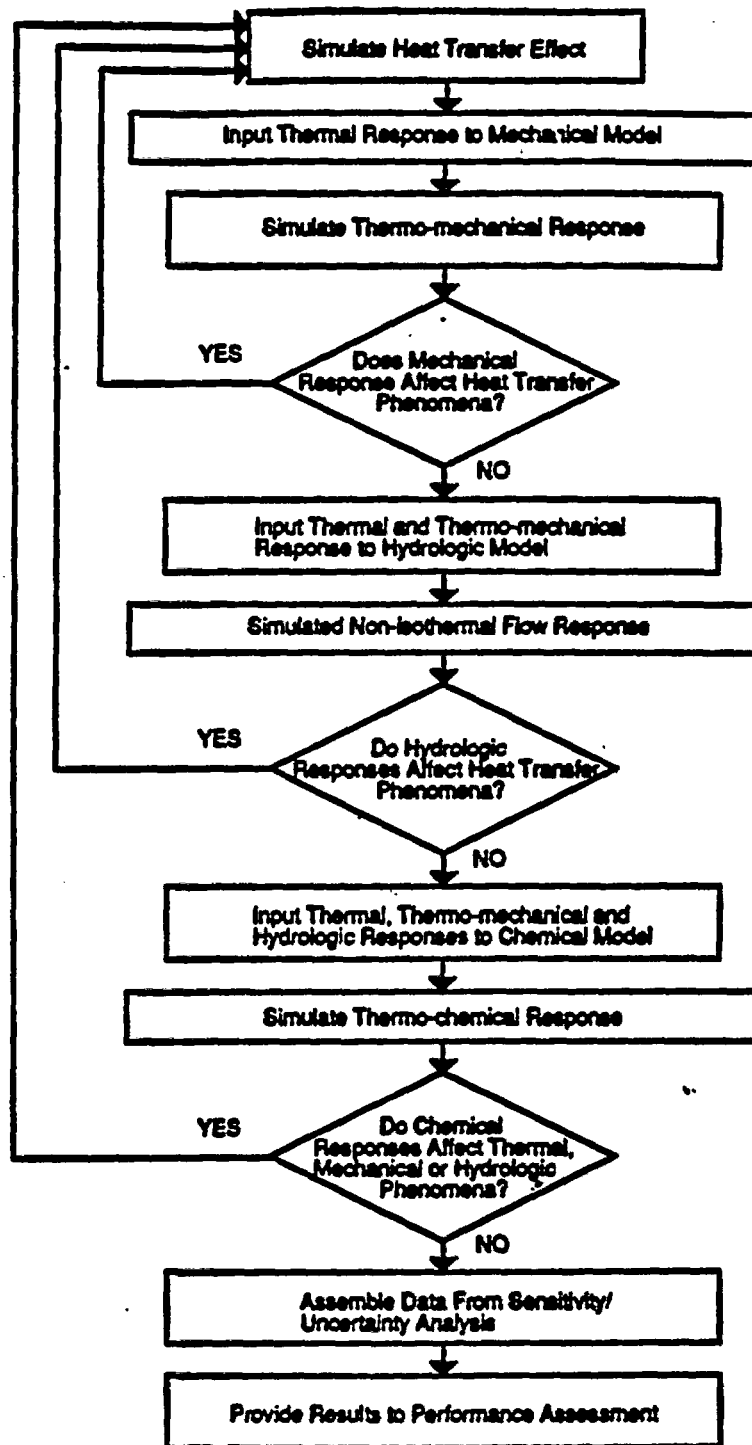 Simulate Heat Transfer Effect
Input Thermal Response to Mechanical Model
Simulate Thermo-mechanical Response
YES
Does Mechanical
Response Affect Heat Transfer
Phenomena?
NO
Input Thermal and Thermo-mechanical
Response to Hydrologic Model
Simulated Non-isothermal Flow Response
YES
Do Hydrologic
Responses Affect Heat Transfer
Phenomena?
NO
Input Thermal, Thermo-mechanical and
Hydrologic Responses to Chemical Model
Simulate Thermo-chemical Response
YES
Do Chemical
Responses Affect Thermal,
Mechanical or Hydrologic
Phenomena?
NO
Assemble Data From Sensitivity/
Uncertainty Analysis
Provide Results to Performance Assessment